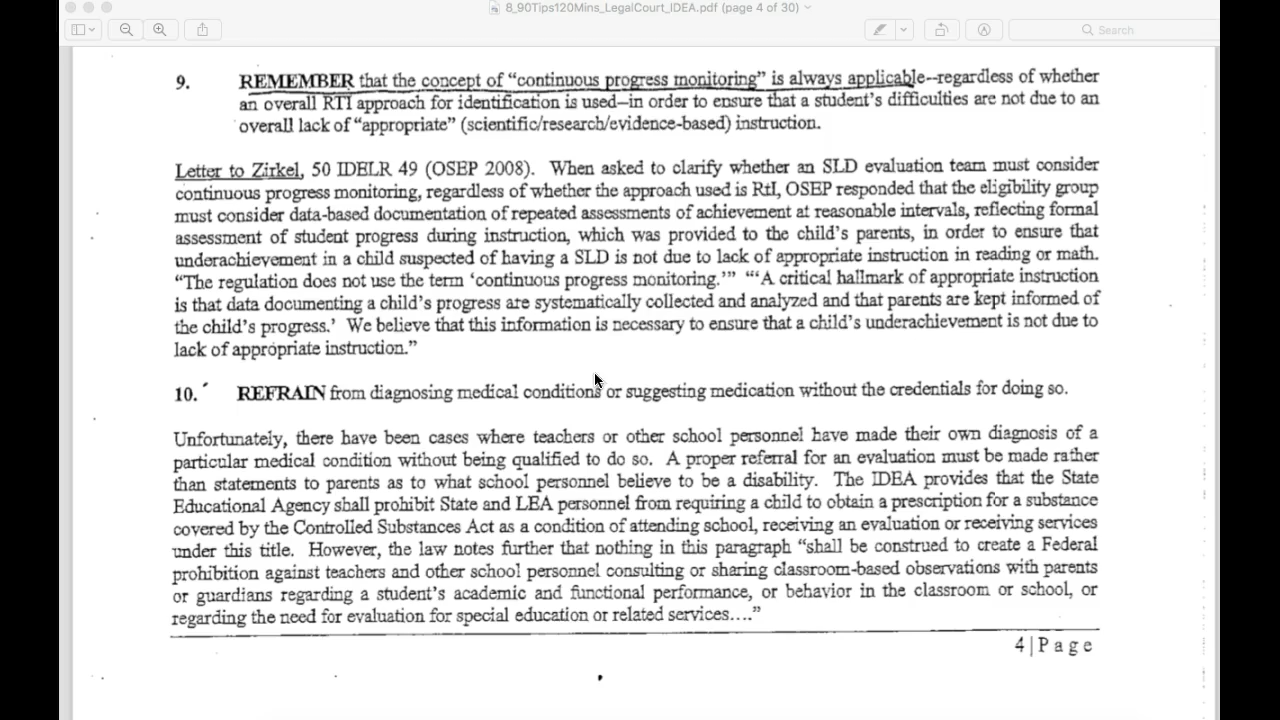 8_90Tips120Mins_LegalCourt_IDEA.pdf (page 4 of 30)
Search
9. REMEMBER that the concept of “continuous progress monitoring” is always applicable--regardless of whether
an overall RTI approach for identification is used–in order to ensure that a student’s difficulties are not due to an
overall lack of “appropriate” (scientific/research/evidence-based) instruction.
Letter to Zirkel, 50 IDELR 49 (OSEP 2008). When asked to clarify whether an SLD evaluation team must consider
continuous progress monitoring, regardless of whether the approach used is RtI, OSEP responded that the eligibility group
must consider data-based documentation of repeated assessments of achievement at reasonable intervals, reflecting formal
assessment of student progress during instruction, which was provided to the child’s parents, in order to ensure that
underachievement in a child suspected of having a SLD is not due to lack of appropriate instruction in reading or math.
“The regulation does not use the term ‘continuous progress monitoring.’” “‘A critical hallmark of appropriate instruction
is that data documenting a child’s progress are systematically collected and analyzed and that parents are kept informed of
the child’s progress.’ We believe that this information is necessary to ensure that a child’s underachievement is not due to
lack of appropriate instruction.”
10. REFRAIN from diagnosing medical conditions or suggesting medication without the credentials for doing so.
Unfortunately, there have been cases where teachers or other school personnel have made their own diagnosis of a
particular medical condition without being qualified to do so. A proper referral for an evaluation must be made rather
than statements to parents as to what school personnel believe to be a disability. The IDEA provides that the State
Educational Agency shall prohibit State and LEA personnel from requiring a child to obtain a prescription for a substance
covered by the Controlled Substances Act as a condition of attending school, receiving an evaluation or receiving services
under this title. However, the law notes further that nothing in this paragraph “shall be construed to create a Federal
prohibition against teachers and other school personnel consulting or sharing classroom-based observations with parents
or guardians regarding a student’s academic and functional performance, or behavior in the classroom or school, or
regarding the need for evaluation for special education or related services….”
4 | P a g e